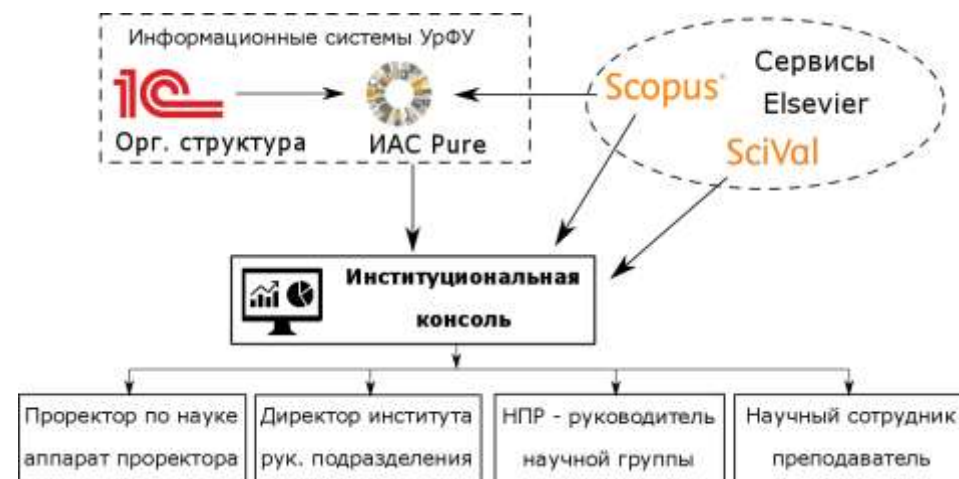 Информационные системы УрФУ
1С
Орг. структура
ИАС Pure
Scopus
Сервисы
Elsevier
SciVal
Институциональная
консоль
Проректор по науке
аппарат проректора
Директор института
рук. подразделения
НПР - руководитель
научной группы
Научный сотрудник
преподаватель